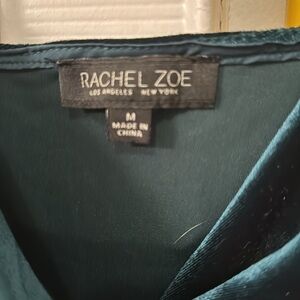 RACHEL ZOE
LOS ANGELES NEW YORK
M
MADE IN
CHINA